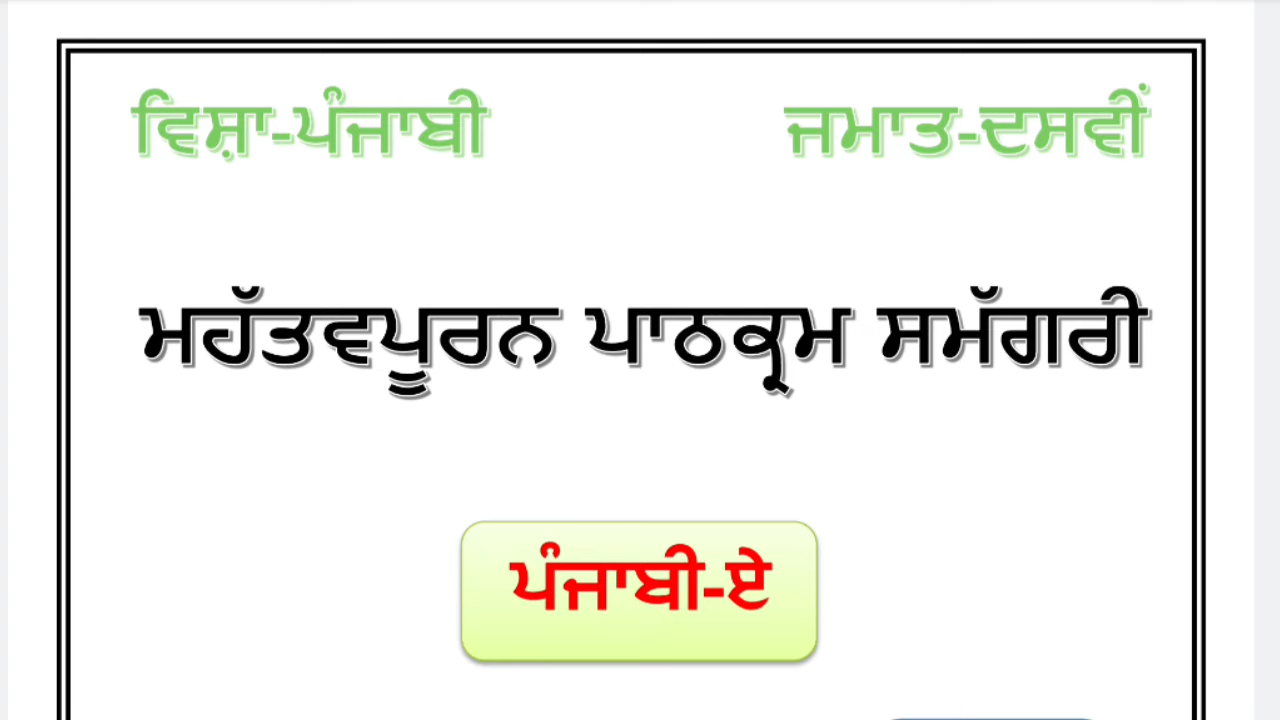 ਵਿਸ਼ਾ-ਪੰਜਾਬੀ ਜਮਾਤ-ਦਸਵੀਂ
ਮਹੱਤਵਪੂਰਨ ਪਾਠਕ੍ਰਮ ਸਮੱਗਰੀ
ਪੰਜਾਬੀ-ਏ